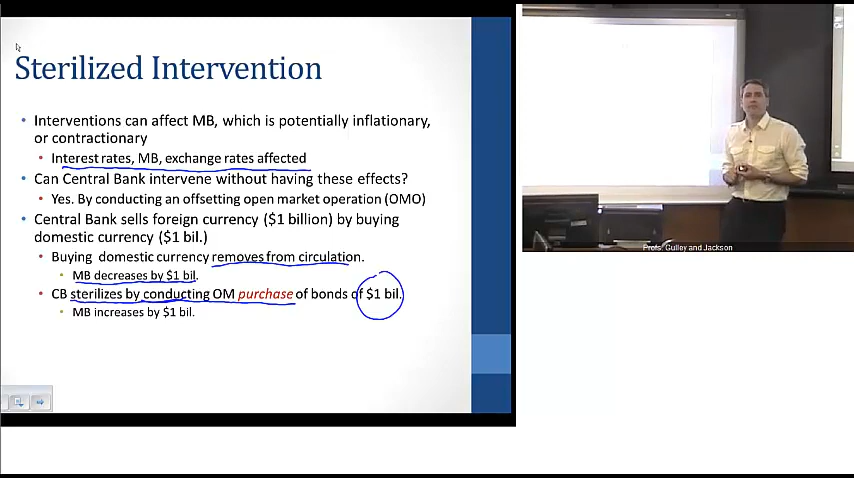 Sterilized Intervention
• Interventions can affect MB, which is potentially inflationary,
or contractionary
• Interest rates, MB, exchange rates affected
• Can Central Bank intervene without having these effects?
• Yes. By conducting an offsetting open market operation (OMO)
• Central Bank sells foreign currency ($1 billion) by buying
domestic currency ($1 bil.)
• Buying domestic currency removes from circulation.
• MB decreases by $1 bil.
• CB sterilizes by conducting OM purchase of bonds of $1 bil.
• MB increases by $1 bil.
Profs. Gulley and Jackson